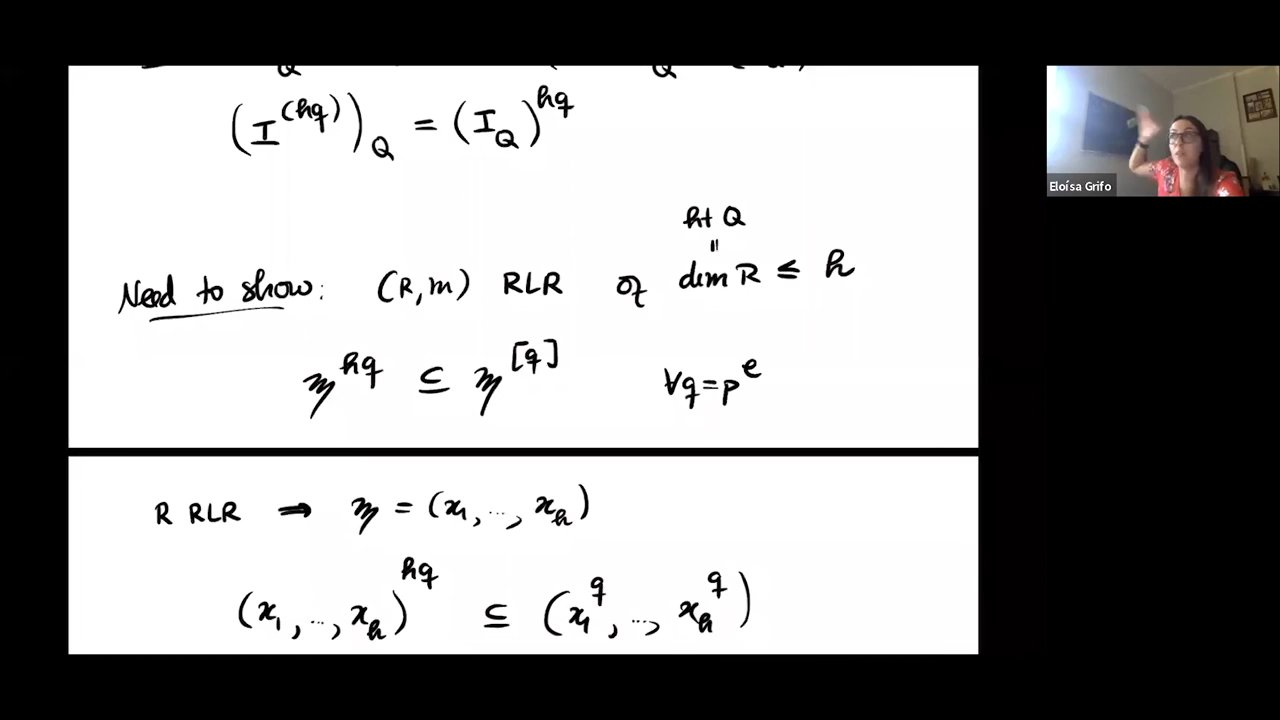 (I^{(hq)})_Q = (I_Q)^{hq}
ht Q
॥
Need to show: (R, m) RLR of dim R ≤ h
m^{hq} ⊆ m^{[q]} ∀q = p^e
R RLR ⇒ m = (x_1, ..., x_h)
(x_1, ..., x_h)^{hq} ⊆ (x_1^q, ..., x_h^q)
Eloísa Grifo